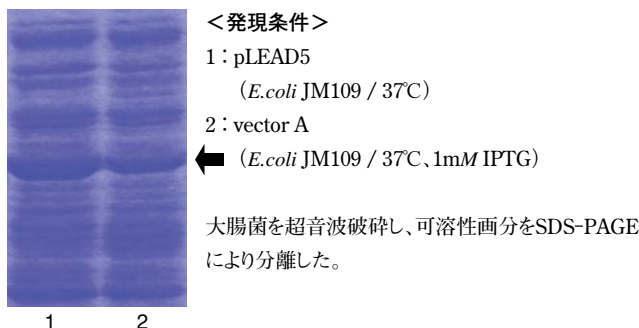 ＜発現条件＞
1：pLEAD5
（E.coli JM109 / 37℃）
2：vector A
（E.coli JM109 / 37℃、1mM IPTG）
大腸菌を超音波破砕し、可溶性画分をSDS-PAGE
により分離した。
1 2